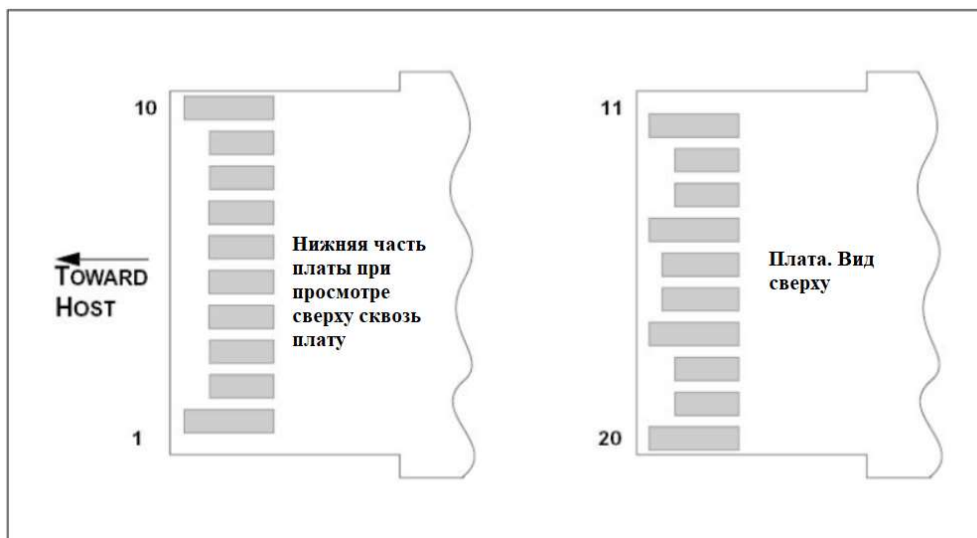 10
Нижняя часть
платы при
просмотре
сверху сквозь
плату
TOWARD
HOST
1
11
Плата. Вид
сверху
20